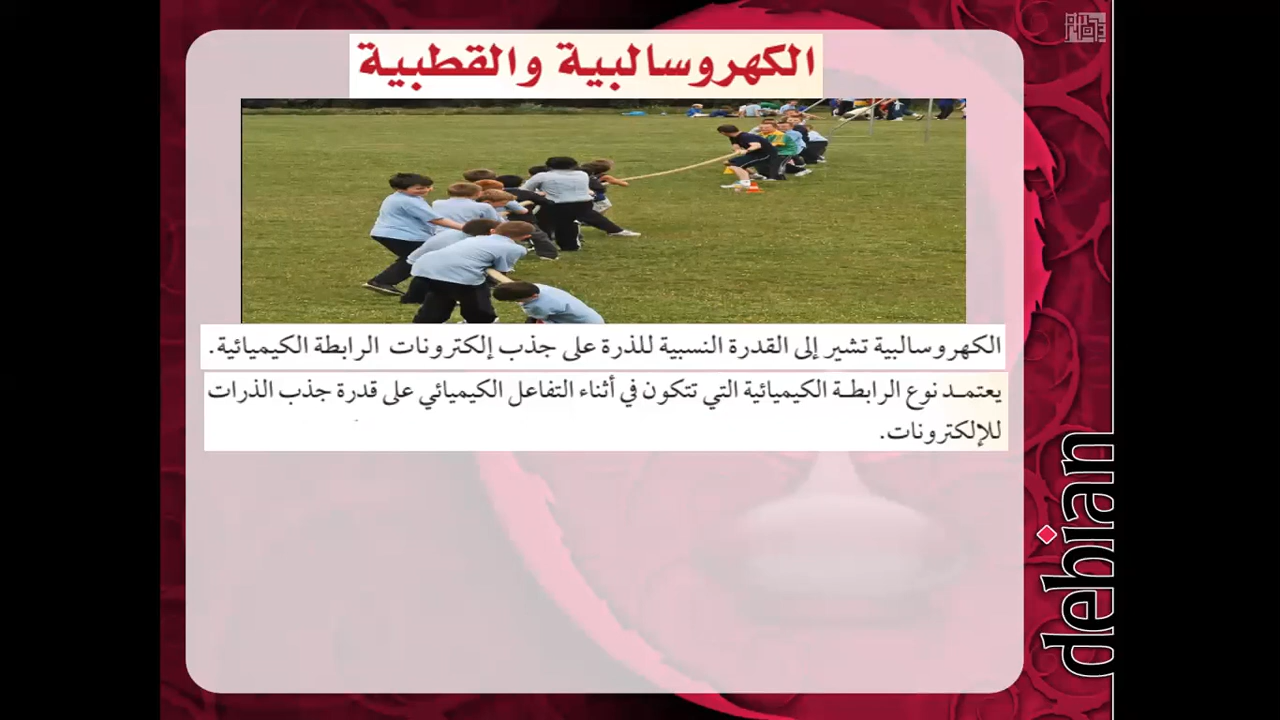 الكهروسالبية والقطبية
الكهروسالبية تشير إلى القدرة النسبية للذرة على جذب إلكترونات الرابطة الكيميائية.
يعتمد نوع الرابطة الكيميائية التي تتكون في أثناء التفاعل الكيميائي على قدرة جذب الذرات
للإلكترونات.
debian